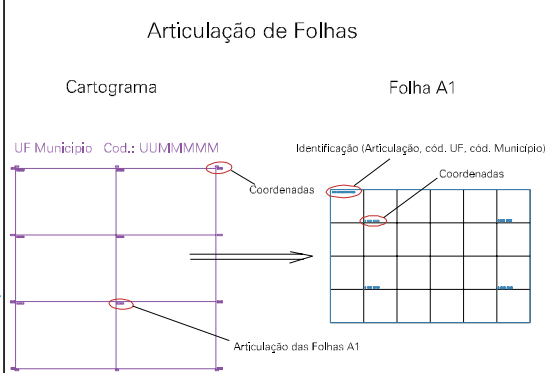 Articulação de Folhas
Cartograma
Folha A1
UF Municipio Cod.: UUMMMMM
Identificação (Articulação, cód. UF, cód. Município)
Coordenadas
Coordenadas
Articulação das Folhas A1